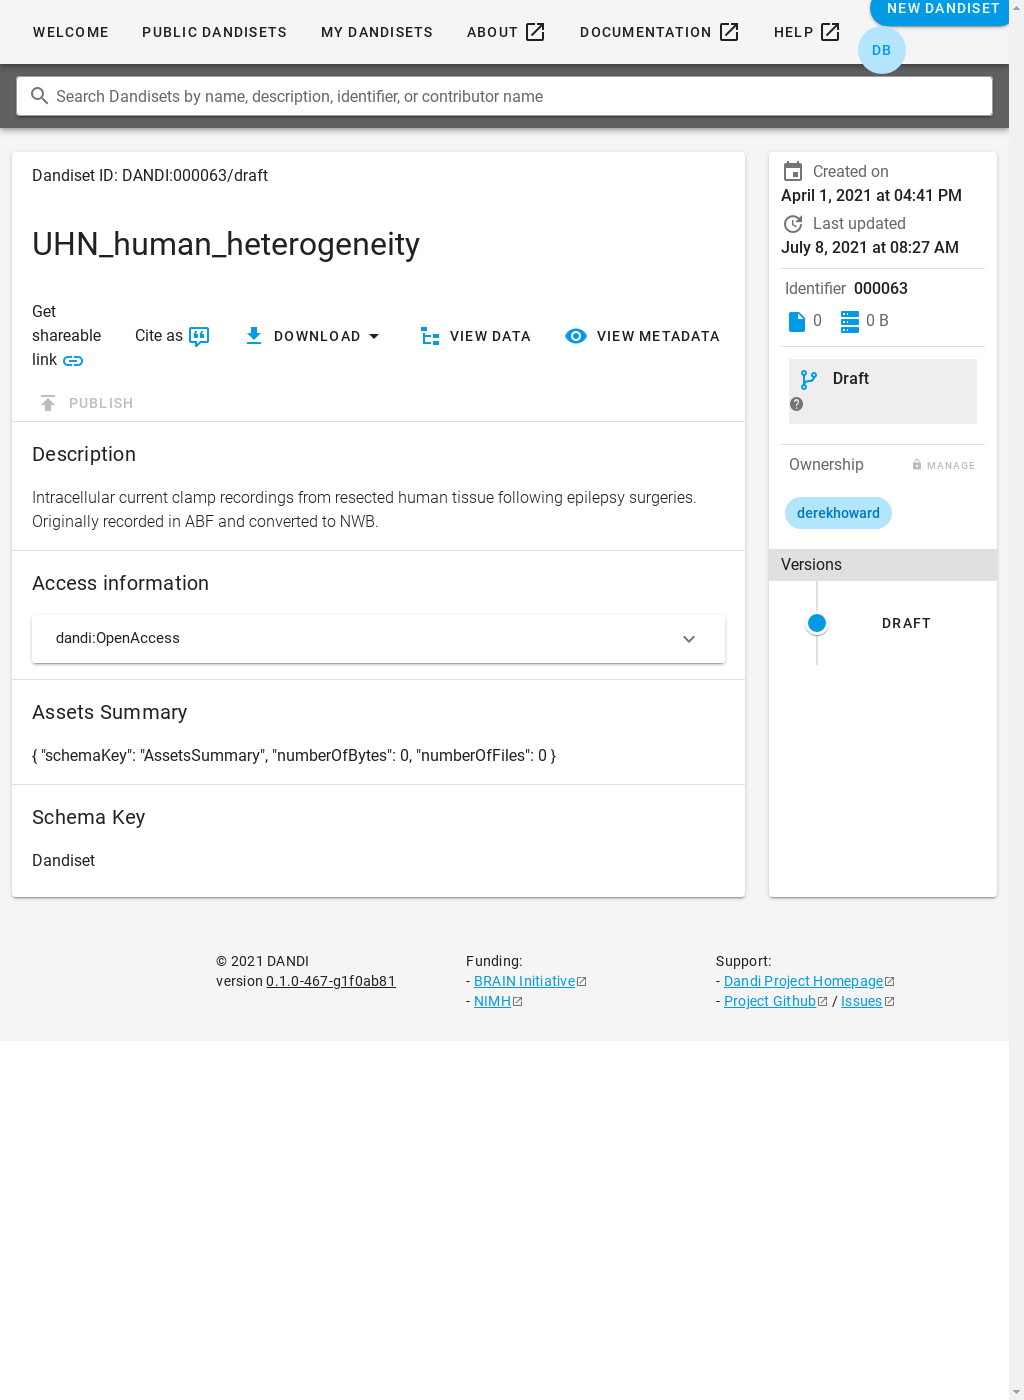 WELCOME PUBLIC DANDISETS MY DANDISETS ABOUT DOCUMENTATION HELP NEW DANDISET
DB
Search Dandisets by name, description, identifier, or contributor name
Dandiset ID: DANDI:000063/draft
UHN_human_heterogeneity
Get
shareable
link
Cite as
DOWNLOAD
VIEW DATA
VIEW METADATA
PUBLISH
Description
Intracellular current clamp recordings from resected human tissue following epilepsy surgeries.
Originally recorded in ABF and converted to NWB.
Access information
dandi:OpenAccess
Assets Summary
{ "schemaKey": "AssetsSummary", "numberOfBytes": 0, "numberOfFiles": 0 }
Schema Key
Dandiset
Created on
April 1, 2021 at 04:41 PM
Last updated
July 8, 2021 at 08:27 AM
Identifier 000063
0 0 B
Draft
Ownership MANAGE
derekhoward
Versions
DRAFT
© 2021 DANDI
version 0.1.0-467-g1f0ab81
Funding:
- BRAIN Initiative
- NIMH
Support:
- Dandi Project Homepage
- Project Github / Issues